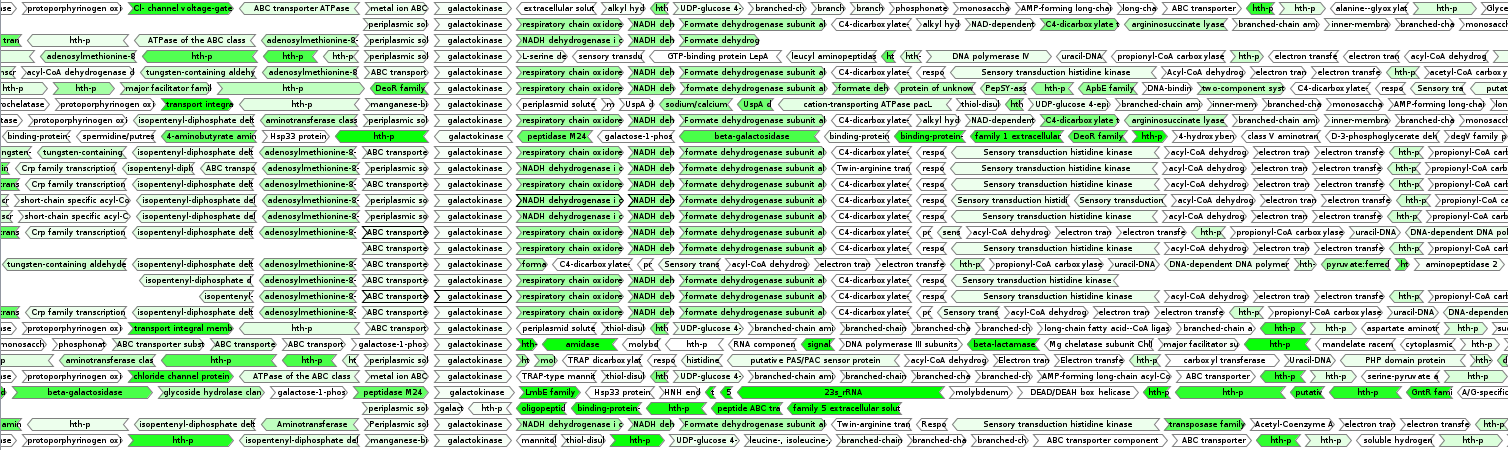 se protoporphyrinogen ox Cl- channel voltage-gate ABC transporter ATPase metal ion ABC galactokinase extracellular solut alkyl hyd hth UDP-glucose 4- branched-ch branch branch phosphonate monosacch AMP-forming long-cha long-cha ABC transporter hth-p hth-p alanine--glyoxylat hth-p Glyce
periplasmic sol galactokinase respiratory chain oxidore NADH deh Formate dehydrogenase subunit al C4-dicarboxylate alkyl hyd NAD-dependent C4-dicarboxylate t argininosuccinate lyase branched-chain am inner-membra branched-cha monosacch
tran hth-p ATPase of the ABC class adenosylmethionine-8- periplasmic sol galactokinase NADH dehydrogenase i c NADH deh Formate dehydrog
adenosylmethionine-8 hth-p hth-p hth-p periplasmic sol galactokinase L-serine de sensory transdu GTP-binding protein LepA leucyl aminopeptidas ht hth- DNA polymerase IV uracil-DNA propionyl-CoA carboxylase hth-p electron transfe electron trans acyl-CoA dehydrog
nscr acyl-CoA dehydrogenase d tungsten-containing aldehy adenosylmethionine-8 ABC transport galactokinase respiratory chain oxidore NADH deh Formate dehydrogenase subunit al C4-dicarboxylate respo Sensory transduction histidine kinase Acyl-CoA dehydrog electron tran electron transfe hth-p acetyl-CoA carbox
hth-p hth-p major facilitator famil hth-p DeoR family galactokinase respiratory chain oxidore NADH deh Formate dehydrogenase subunit al formate deh protein of unknow PepSY-ass hth-p ApbE family DNA-bindin two-component syst C4-dicarboxylate respo Sensory tra putat
rochelatase protoporphyrinogen ox transport integra hth-p manganese-b galactokinase periplasmic solute m UspA d sodium/calcium UspA d cation-transporting ATPase pacL thiol-disul hth UDP-glucose 4-epi branched-chain am inner-mem branched-cha monosaccha AMP-forming long-chai lon
tase protoporphyrinogen ox isopentenyl-diphosphate del aminotransferase class periplasmic sol galactokinase respiratory chain oxidore NADH deh Formate dehydrogenase subunit al C4-dicarboxylate alkyl hyd NAD-dependent C4-dicarboxylate t argininosuccinate lyase branched-chain am inner-membra branched-cha monosacch
binding-protein- spermidine/putres 4-aminobutyrate amin Hsp33 protein hth-p galactokinase peptidase M24 galactose-1-phos beta-galactosidase binding-protein binding-protein- family 1 extracellular DeoR family hth-p 4-hydroxyben class V aminotran D-3-phosphoglycerate deh degV family p
ngsten tungsten-containing isopentenyl-diphosphate del adenosylmethionine-8- ABC transporte galactokinase respiratory chain oxidore NADH deh formate dehydrogenase subunit al C4-dicarboxylate respo Sensory transduction histidine kinase acyl-CoA dehydrog electron tran electron transfe hth-p propionyl-CoA carb
in Crp family transcription isopentenyl-diph ABC transpo adenosylmethionine-8- ABC transporte galactokinase NADH dehydrogenase i c NADH deh formate dehydrogenase subunit al Twin-arginine tran respo Sensory transduction histidine kinase acyl-CoA dehydrog electron tran electron transfe hth-p propionyl-CoA carb
trans Crp family transcription isopentenyl-diphosphate del adenosylmethionine-8- ABC transporte galactokinase respiratory chain oxidore NADH deh Formate dehydrogenase subunit al C4-dicarboxylate respo Sensory transduction histidine kinase acyl-CoA dehydrog electron tran electron transfe hth-p propionyl-CoA carb
cr short-chain specific acyl-Co isopentenyl-diphosphate del adenosylmethionine-8- periplasmic sol galactokinase NADH dehydrogenase i c NADH deh Formate dehydrogenase subunit al C4-dicarboxylate respo Sensory transduction histidi Sensory transduction acyl-CoA dehydrog electron tran electron transfe hth-p propionyl-C
scr short-chain specific acyl-C isopentenyl-diphosphate del adenosylmethionine-8- periplasmic sol galactokinase NADH dehydrogenase i c NADH deh Formate dehydrogenase subunit al C4-dicarboxylate respo Sensory transduction histidine kinase Acyl-CoA dehydrog electron tran electron transfe hth-p propionyl-CoA carb
trans Crp family transcription isopentenyl-diphosphate del adenosylmethionine-8- ABC transporte galactokinase respiratory chain oxidore NADH deh Formate dehydrogenase subunit al C4-dicarboxylate pr sens acyl-CoA dehydrog electron tran electron transfe hth-p propionyl-CoA carboxylase uracil-DNA DNA-dependent DNA pol
ABC transporte galactokinase respiratory chain oxidore NADH deh Formate dehydrogenase subunit al C4-dicarboxylate respo Sensory transduction histidine kinase acyl-CoA dehydrog electron tran electron transfe hth-p propionyl-CoA carb
tungsten-containing aldehyde isopentenyl-diphosphate del adenosylmethionine-8- ABC transporte galactokinase forma C4-dicarboxylate pr Sensory trans acyl-CoA dehydrog electron tran electron transfe hth-p propionyl-CoA carboxylase uracil-DNA DNA-dependent DNA polymer hth- pyruvate:ferred ht aminopeptidase 2
isopentenyl-diphosphate d adenosylmethionine-8- ABC transporte galactokinase respiratory chain oxidore NADH deh Formate dehydrogenase subunit al C4-dicarboxylate respo Sensory transduction histidine kinase
isopentenyl- adenosylmethionine-8- ABC transporte galactokinase respiratory chain oxidore NADH deh Formate dehydrogenase subunit al C4-dicarboxylate respo Sensory transduction histidine kinase acyl-CoA dehydrog electron tran electron transfe hth-p propionyl-CoA carb
trans Crp family transcription isopentenyl-diphosphate del adenosylmethionine-8- ABC transporte galactokinase respiratory chain oxidore NADH deh Formate dehydrogenase subunit al C4-dicarboxylate pr Sensory trans acyl-CoA dehydrog electron tran electron transfe hth-p propionyl-CoA carboxylase uracil-DNA DNA-dependen
se protoporphyrinogen ox transport integral memb hth-p ABC transport galactokinase periplasmic solute thiol-disul hth UDP-glucose 4- branched-chain ami branched-chain branched-cha branched-ch long-chain fatty acid--CoA ligas branched-chain a hth-p hth-p aspartate aminotr hth-p su
monosacch phosphonat ABC transporter subst ABC transporte ABC transport galactose-1-phos galactokinase hth- amidase molybd hth-p RNA componen signal DNA polymerase III subunits beta-lactamase Mg chelatase subunit ChlI major facilitator su hth-p mandelate racem cytoplasmic hth-p
aminotransferase clas hth-p hth-p ht periplasmic sol galactokinase ht mol TRAP dicarboxylat respo histidine putative PAS/PAC sensor protein acyl-CoA dehydrog Electron tran Electron transfe hth-p carboxyl transferase Uracil-DNA PHP domain protein hth- d
se protoporphyrinogen ox chloride channel protein ATPase of the ABC class metal ion ABC galactokinase TRAP-type mannit thiol-disul hth UDP-glucose 4- branched-chain ami branched-chain branched-cha branched-ch AMP-forming long-chain acyl-Co ABC transporter hth-p hth-p serine-pyruvate a hth-p
d beta-galactosidase glycoside hydrolase clan galactose-1-phos peptidase M24 galactokinase LrmbE family Hsp33 protein HNH end t 5 23s_rRNA molybdenum DEAD/DEAH box helicase hth-p hth-p putativ hth-p GntR fami A/G-specific
periplasmic sol galact hth-p oligopeptid binding-protein- hth-p peptide ABC tra family 5 extracellular solut
amin hth-p isopentenyl-diphosphate del Aminotransferase Periplasmic sol galactokinase NADH dehydrogenase i c NADH deh Formate dehydrogenase subunit al Twin-arginine tran Respo Sensory transduction histidine kinase transposase family Acetyl-Coenzyme A electron tran electron transfe hth-p
se protoporphyrinogen ox hth-p isopentenyl-diphosphate del manganese-b galactokinase mannitol thiol-disul hth-p UDP-glucose 4- leucine-, isoleucine-, branched-chain branched-cha branched-ch ABC transporter component ABC transporter hth-p hth-p soluble hydrogen hth-p